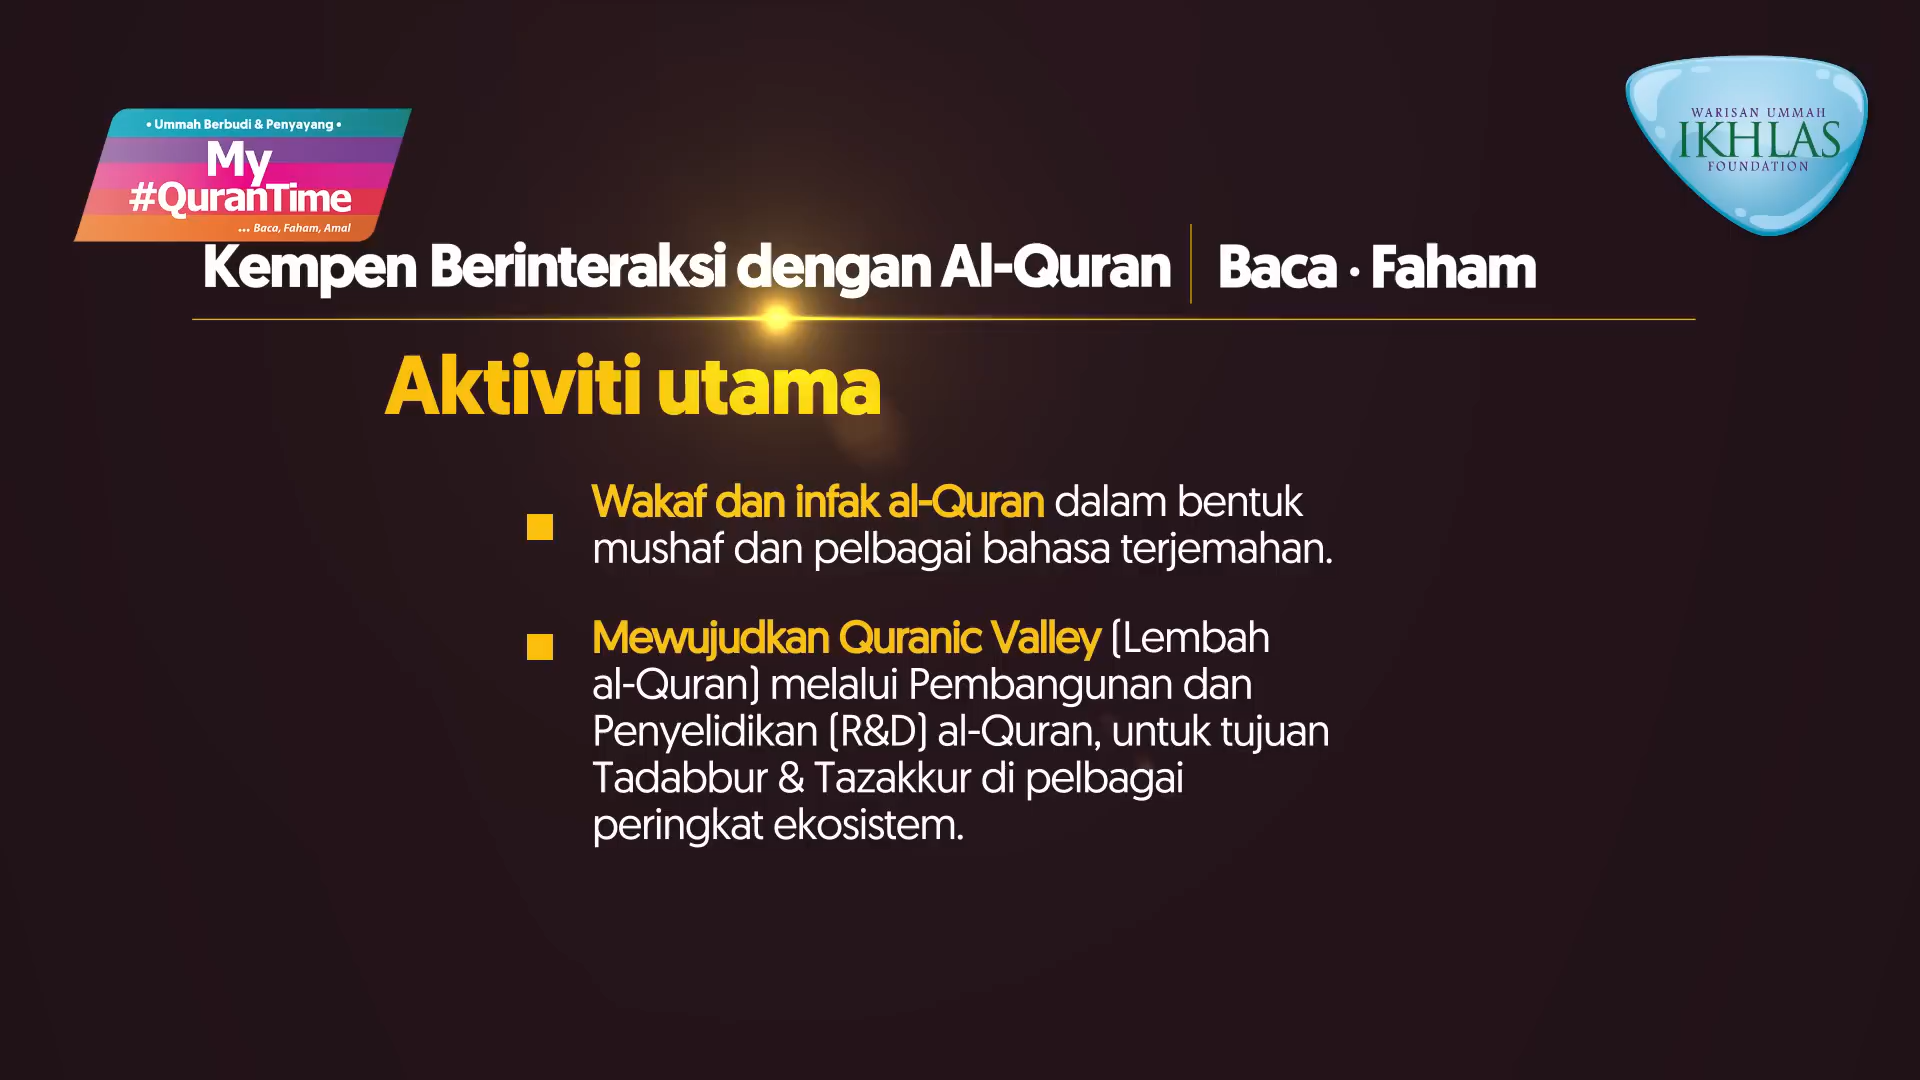 • Ummah Berbudi & Penyayang •
My
#QuranTime
... Baca, Faham, Amal
WARISAN UMMAH
IKHLAS
FOUNDATION
Kempen Berinteraksi dengan Al-Quran Baca · Faham
Aktiviti utama
Wakaf dan infak al-Quran dalam bentuk
mushaf dan pelbagai bahasa terjemahan.
Mewujudkan Quranic Valley (Lembah
al-Quran) melalui Pembangunan dan
Penyelidikan (R&D) al-Quran, untuk tujuan
Tadabbur & Tazakkur di pelbagai
peringkat ekosistem.